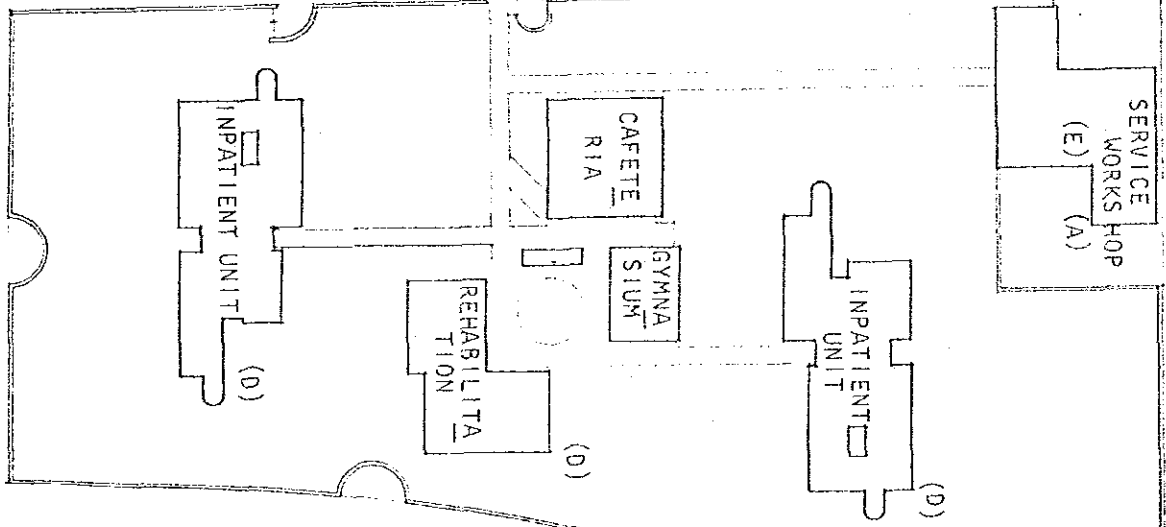 SERVICE
WORKSHOP
(E)
(A)
CAFETE
RIA
GYMNA
SIUM
INPATIENT
UNIT
(D)
REHABILITA
TION
(D)
INPATIENT UNIT
(D)